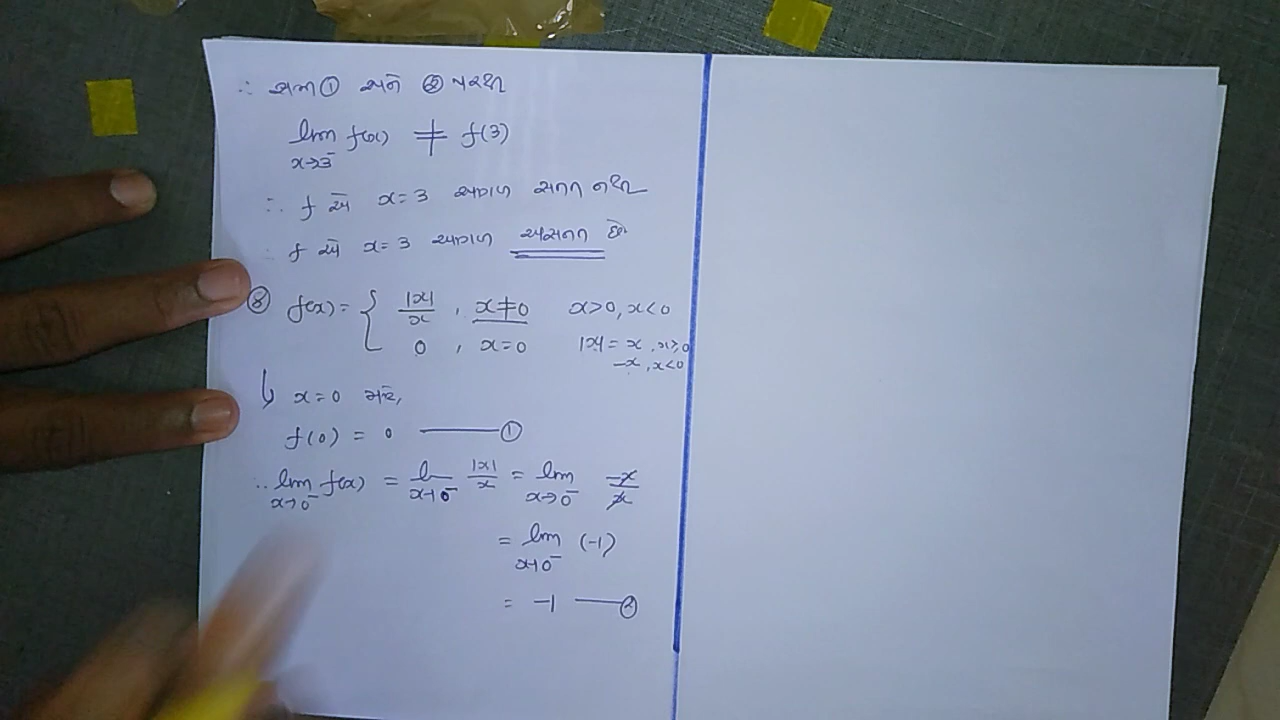 ∴ સમ ① અને ② પરથી
lim x→3⁻ f(x) ≠ f(3)
∴ f એ x=3 આગળ સતત નથી
∴ f એ x=3 આગળ અસતત છે
⑧ f(x) = { |x|/x , x≠0 x>0, x<0
0 , x=0 |x| = x, x≥0
-x, x<0
↳ x=0 માટે,
f(0) = 0 —— ①
∴ lim x→0⁻ f(x) = lim x→0⁻ |x|/x = lim x→0⁻ -x/x
= lim x→0⁻ (-1)
= -1 —— ②